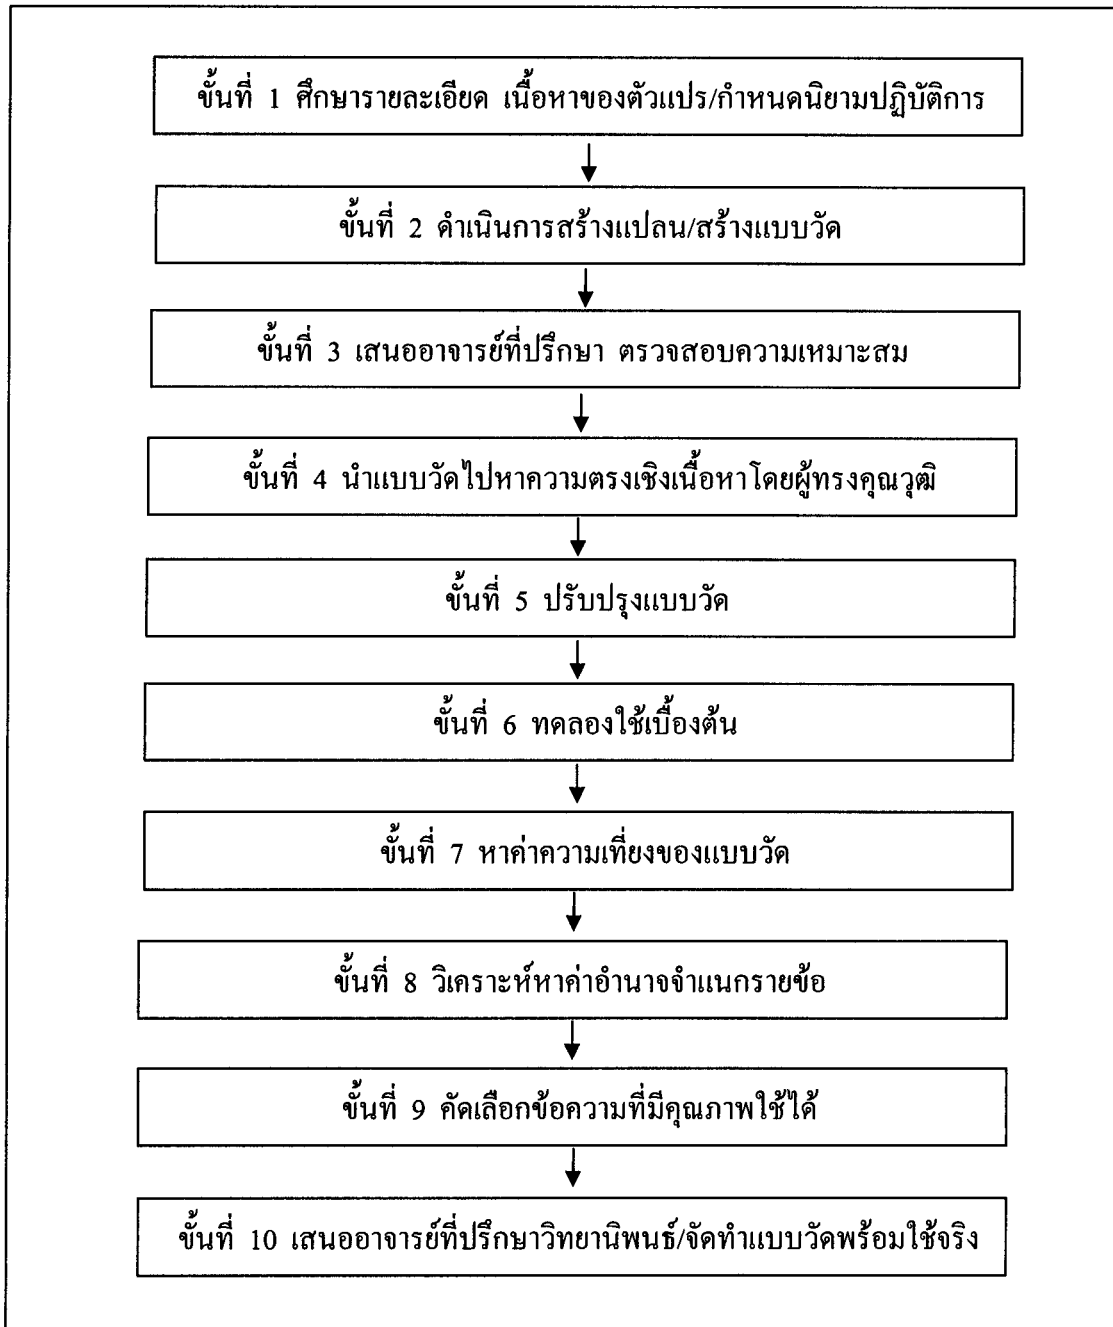 ขั้นที่ 1 ศึกษารายละเอียด เนื้อหาของตัวแปร/กำหนดนิยามปฏิบัติการ
ขั้นที่ 2 ดำเนินการสร้างแปลน/สร้างแบบวัด
ขั้นที่ 3 เสนออาจารย์ที่ปรึกษา ตรวจสอบความเหมาะสม
ขั้นที่ 4 นำแบบวัดไปหาความตรงเชิงเนื้อหาโดยผู้ทรงคุณวุฒิ
ขั้นที่ 5 ปรับปรุงแบบวัด
ขั้นที่ 6 ทดลองใช้เบื้องต้น
ขั้นที่ 7 หาค่าความเที่ยงของแบบวัด
ขั้นที่ 8 วิเคราะห์หาค่าอำนาจจำแนกรายข้อ
ขั้นที่ 9 คัดเลือกข้อความที่มีคุณภาพใช้ได้
ขั้นที่ 10 เสนออาจารย์ที่ปรึกษาวิทยานิพนธ์/จัดทำแบบวัดพร้อมใช้จริง